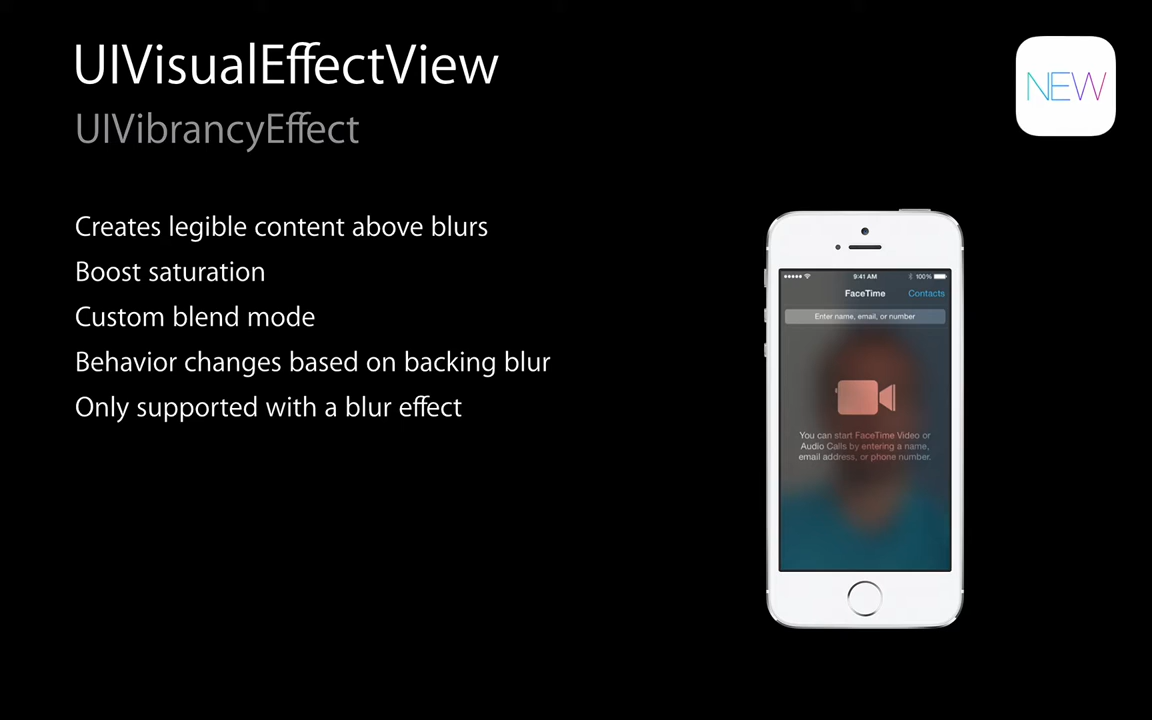 UIVisualEffectView
UIVibrancyEffect
NEW
Creates legible content above blurs
Boost saturation
Custom blend mode
Behavior changes based on backing blur
Only supported with a blur effect
9:41 AM
100%
FaceTime
Contacts
Enter name, email, or number
You can start FaceTime Video or
Audio Calls by entering a name,
email address, or phone number.